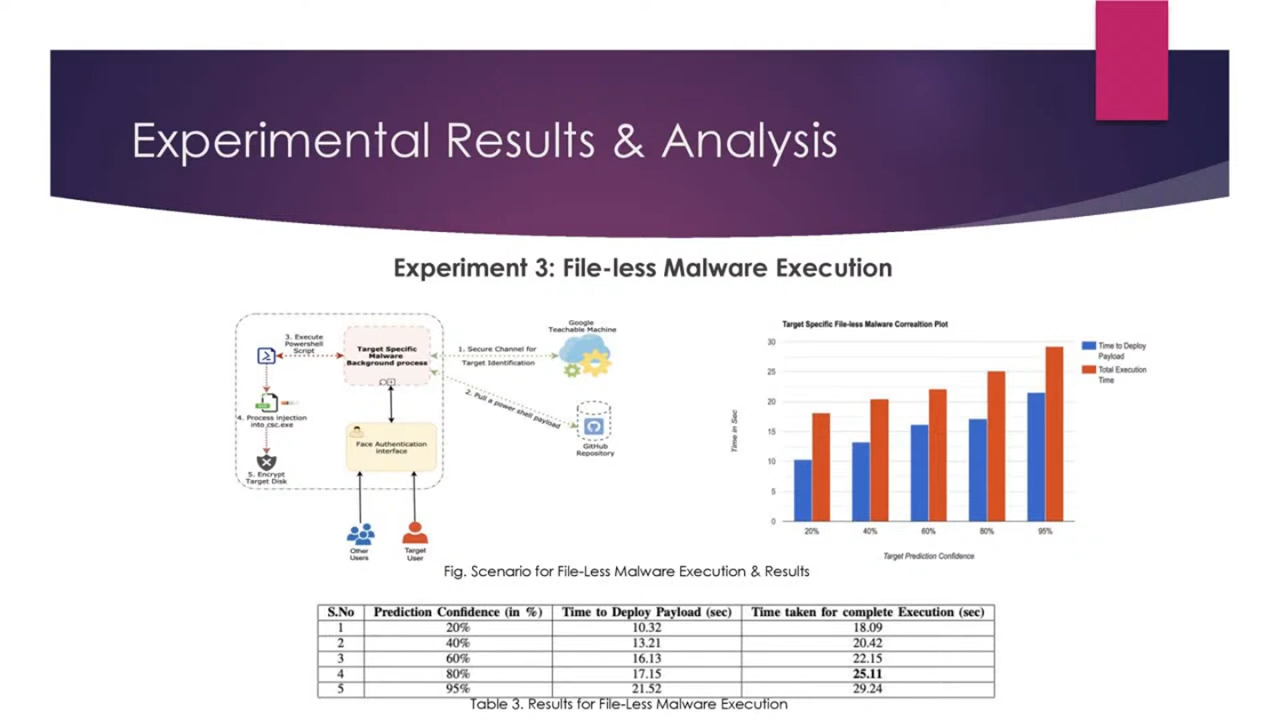 Experimental Results & Analysis
Experiment 3: File-less Malware Execution
3. Execute
Powershell
Script
Target Specific
Malware
Background process
1. Secure Channel for
Target Identification
Google
Teachable Machine
2. Pull a power shell payload
GitHub
Repository
4. Process injection
into csc.exe
5. Encrypt
Target Disk
Face Authentication
interface
Other
Users
Target
User
Target Specific File-less Malware Correaltion Plot
Time in Sec
30
25
20
15
10
5
0
20% 40% 60% 80% 95%
Target Prediction Confidence
Time to Deploy
Payload
Total Execution
Time
Fig. Scenario for File-Less Malware Execution & Results
S.No Prediction Confidence (in %) Time to Deploy Payload (sec) Time taken for complete Execution (sec)
1 20% 10.32 18.09
2 40% 13.21 20.42
3 60% 16.13 22.15
4 80% 17.15 25.11
5 95% 21.52 29.24
Table 3. Results for File-Less Malware Execution